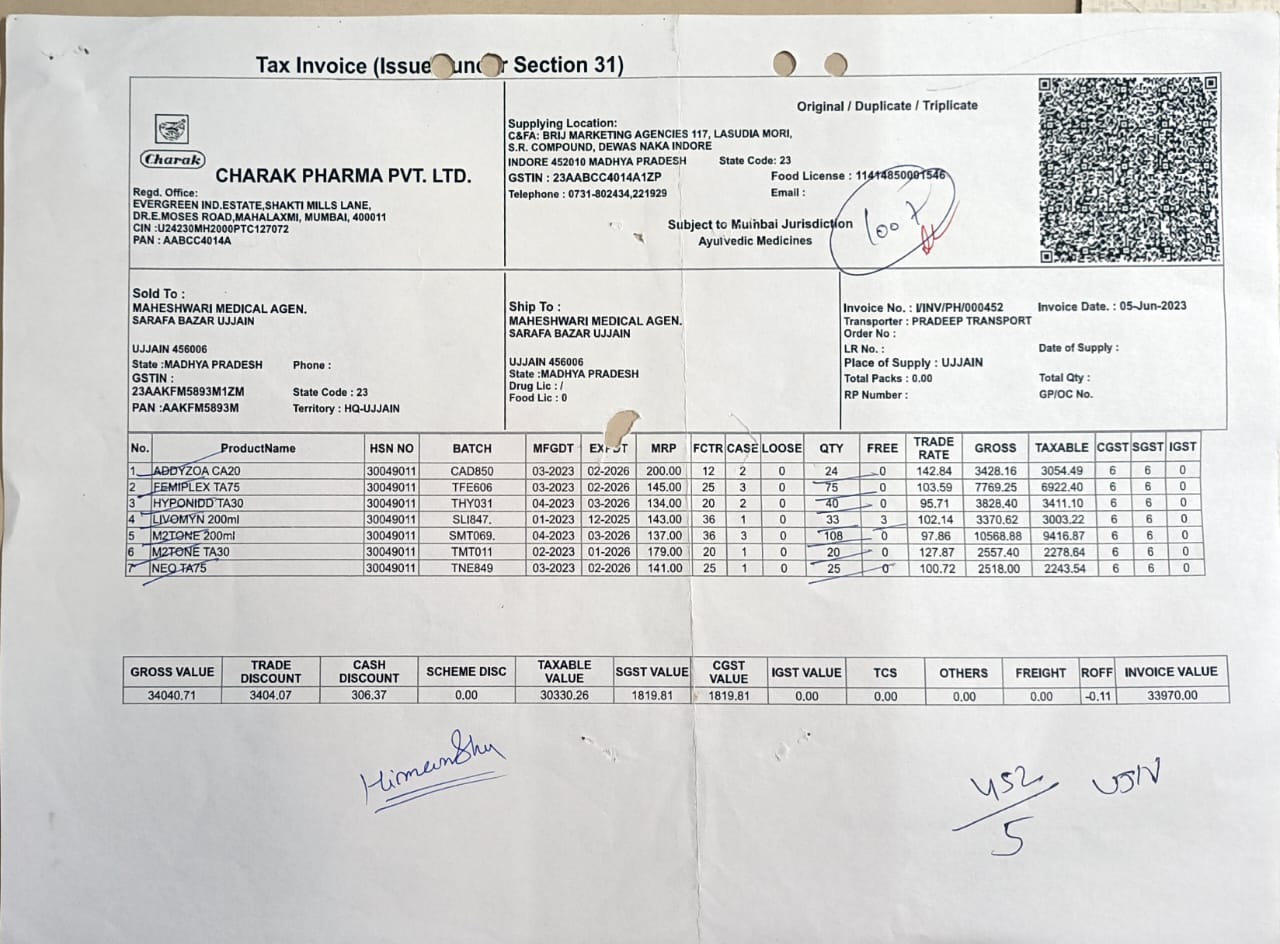 Tax Invoice (Issue under Section 31)
Original / Duplicate / Triplicate
Charak
CHARAK PHARMA PVT. LTD.
Regd. Office:
EVERGREEN IND.ESTATE,SHAKTI MILLS LANE,
DR.E.MOSES ROAD,MAHALAXMI, MUMBAI, 400011
CIN :U24230MH2000PTC127072
PAN : AABCC4014A
Supplying Location:
C&FA: BRIJ MARKETING AGENCIES 117, LASUDIA MORI,
S.R. COMPOUND, DEWAS NAKA INDORE
INDORE 452010 MADHYA PRADESH State Code: 23
GSTIN : 23AABCC4014A1ZP Food License : 11414850001546
Telephone : 0731-802434,221929 Email :
Subject to Mumbai Jurisdiction
Ayulvedic Medicines
Sold To :
MAHESHWARI MEDICAL AGEN.
SARAFA BAZAR UJJAIN
UJJAIN 456006
State :MADHYA PRADESH Phone :
GSTIN :
23AAKFM5893M1ZM State Code : 23
PAN :AAKFM5893M Territory : HQ-UJJAIN
Ship To :
MAHESHWARI MEDICAL AGEN.
SARAFA BAZAR UJJAIN
UJJAIN 456006
State :MADHYA PRADESH
Drug Lic : /
Food Lic : 0
Invoice No. : I/INV/PH/000452 Invoice Date. : 05-Jun-2023
Transporter : PRADEEP TRANSPORT
Order No :
LR No. : Date of Supply :
Place of Supply : UJJAIN
Total Packs : 0.00 Total Qty :
RP Number : GP/OC No.
No. ProductName HSN NO BATCH MFGDT EXPDT MRP FCTR CASE LOOSE QTY FREE TRADE RATE GROSS TAXABLE CGST SGST IGST
1 ADDYZOA CA20 30049011 CAD850 03-2023 02-2026 200.00 12 2 0 24 0 142.84 3428.16 3054.49 6 6 0
2 FEMIPLEX TA75 30049011 TFE606 03-2023 02-2026 145.00 25 3 0 75 0 103.59 7769.25 6922.40 6 6 0
3 HYPONIDD TA30 30049011 THY031 04-2023 03-2026 134.00 20 2 0 40 0 95.71 3828.40 3411.10 6 6 0
4 LIVOMYN 200ml 30049011 SLI847. 01-2023 12-2025 143.00 36 1 0 33 3 102.14 3370.62 3003.22 6 6 0
5 M2TONE 200ml 30049011 SMT069. 04-2023 03-2026 137.00 36 3 0 108 0 97.86 10568.88 9416.87 6 6 0
6 M2TONE TA30 30049011 TMT011 02-2023 01-2026 179.00 20 1 0 20 0 127.87 2557.40 2278.64 6 6 0
7 NEO TA75 30049011 TNE849 03-2023 02-2026 141.00 25 1 0 25 0 100.72 2518.00 2243.54 6 6 0
GROSS VALUE TRADE DISCOUNT CASH DISCOUNT SCHEME DISC TAXABLE VALUE SGST VALUE CGST VALUE IGST VALUE TCS OTHERS FREIGHT ROFF INVOICE VALUE
34040.71 3404.07 306.37 0.00 30330.26 1819.81 1819.81 0.00 0.00 0.00 0.00 -0.11 33970.00
Himanshu
452 UJN
5